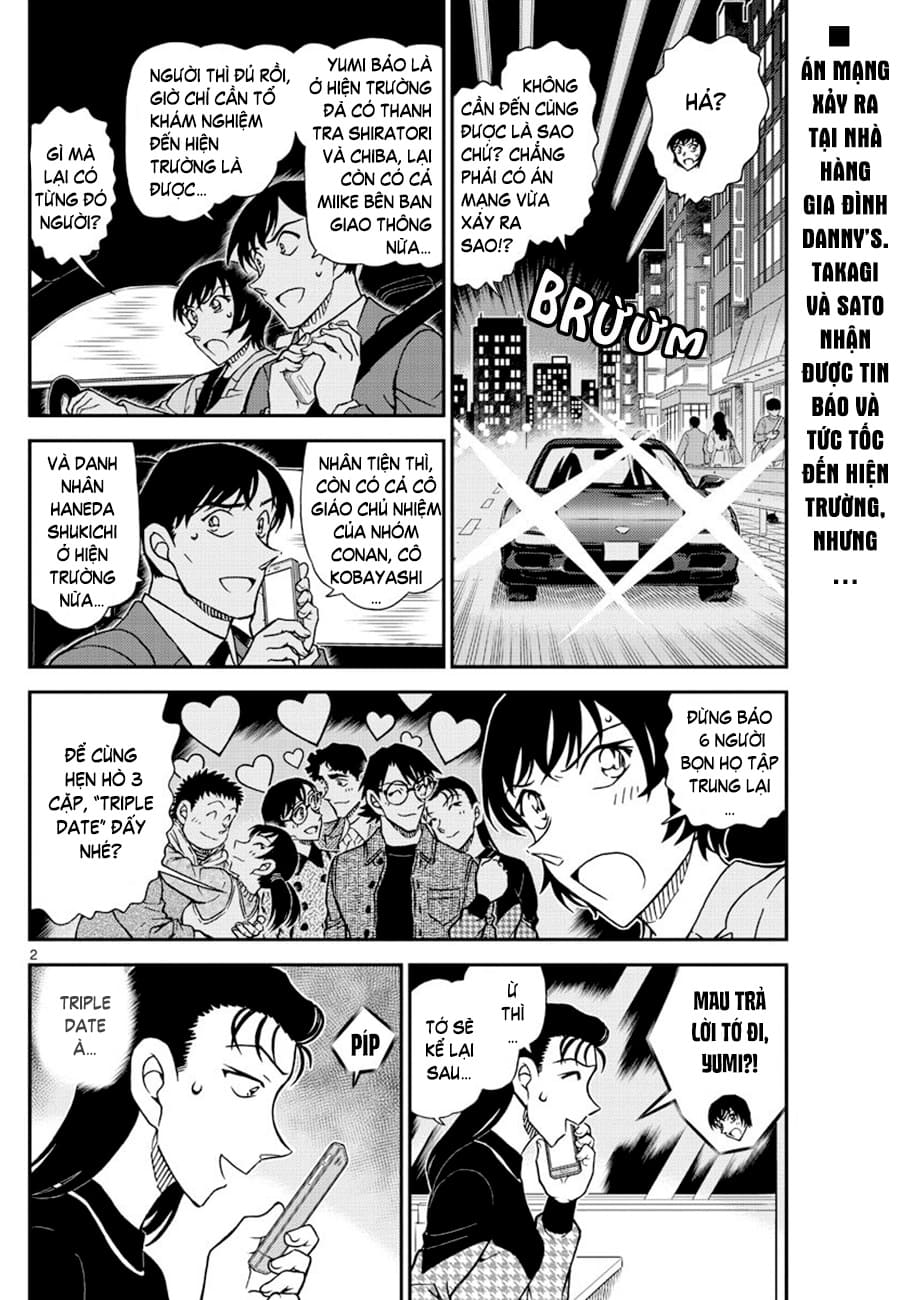 ■
ÁN MẠNG
XẢY RA
TẠI NHÀ
HÀNG
GIA ĐÌNH
DANNY'S.
TAKAGI
VÀ SATO
NHẬN
ĐƯỢC TIN
BÁO VÀ
TỨC TỐC
ĐẾN HIỆN
TRƯỜNG,
NHƯNG
...
HẢ?
KHÔNG
CẦN ĐẾN CŨNG
ĐƯỢC LÀ SAO
CHỨ? CHẲNG
PHẢI CÓ ÁN
MẠNG VỪA
XẢY RA
SAO!?
BRỪỪM
YUMI BẢO LÀ
Ở HIỆN TRƯỜNG
ĐÃ CÓ THANH
TRA SHIRATORI
VÀ CHIBA, LẠI
CÒN CÓ CẢ
MIIKE BÊN BAN
GIAO THÔNG
NỮA...
NGƯỜI THÌ ĐỦ RỒI,
GIỜ CHỈ CẦN TỔ
KHÁM NGHIỆM
ĐẾN HIỆN
TRƯỜNG LÀ
ĐƯỢC...
GÌ MÀ
LẠI CÓ
TỪNG ĐÓ
NGƯỜI?
NHÂN TIỆN THÌ,
CÒN CÓ CẢ CÔ
GIÁO CHỦ NHIỆM
CỦA NHÓM
CONAN, CÔ
KOBAYASHI
...
VÀ DANH
NHÂN
HANEDA
SHUKICHI
Ở HIỆN
TRƯỜNG
NỮA...
ĐỪNG BẢO
6 NGƯỜI
BỌN HỌ TẬP
TRUNG LẠI
...
ĐỂ CÙNG
HẸN HÒ 3
CẶP, "TRIPLE
DATE" ĐẤY
NHÉ?
2
MAU TRẢ
LỜI TỚ ĐI,
YUMI?!
Ừ
THÌ
...
TỚ SẼ
KỂ LẠI
SAU...
PÍP
TRIPLE
DATE
À...